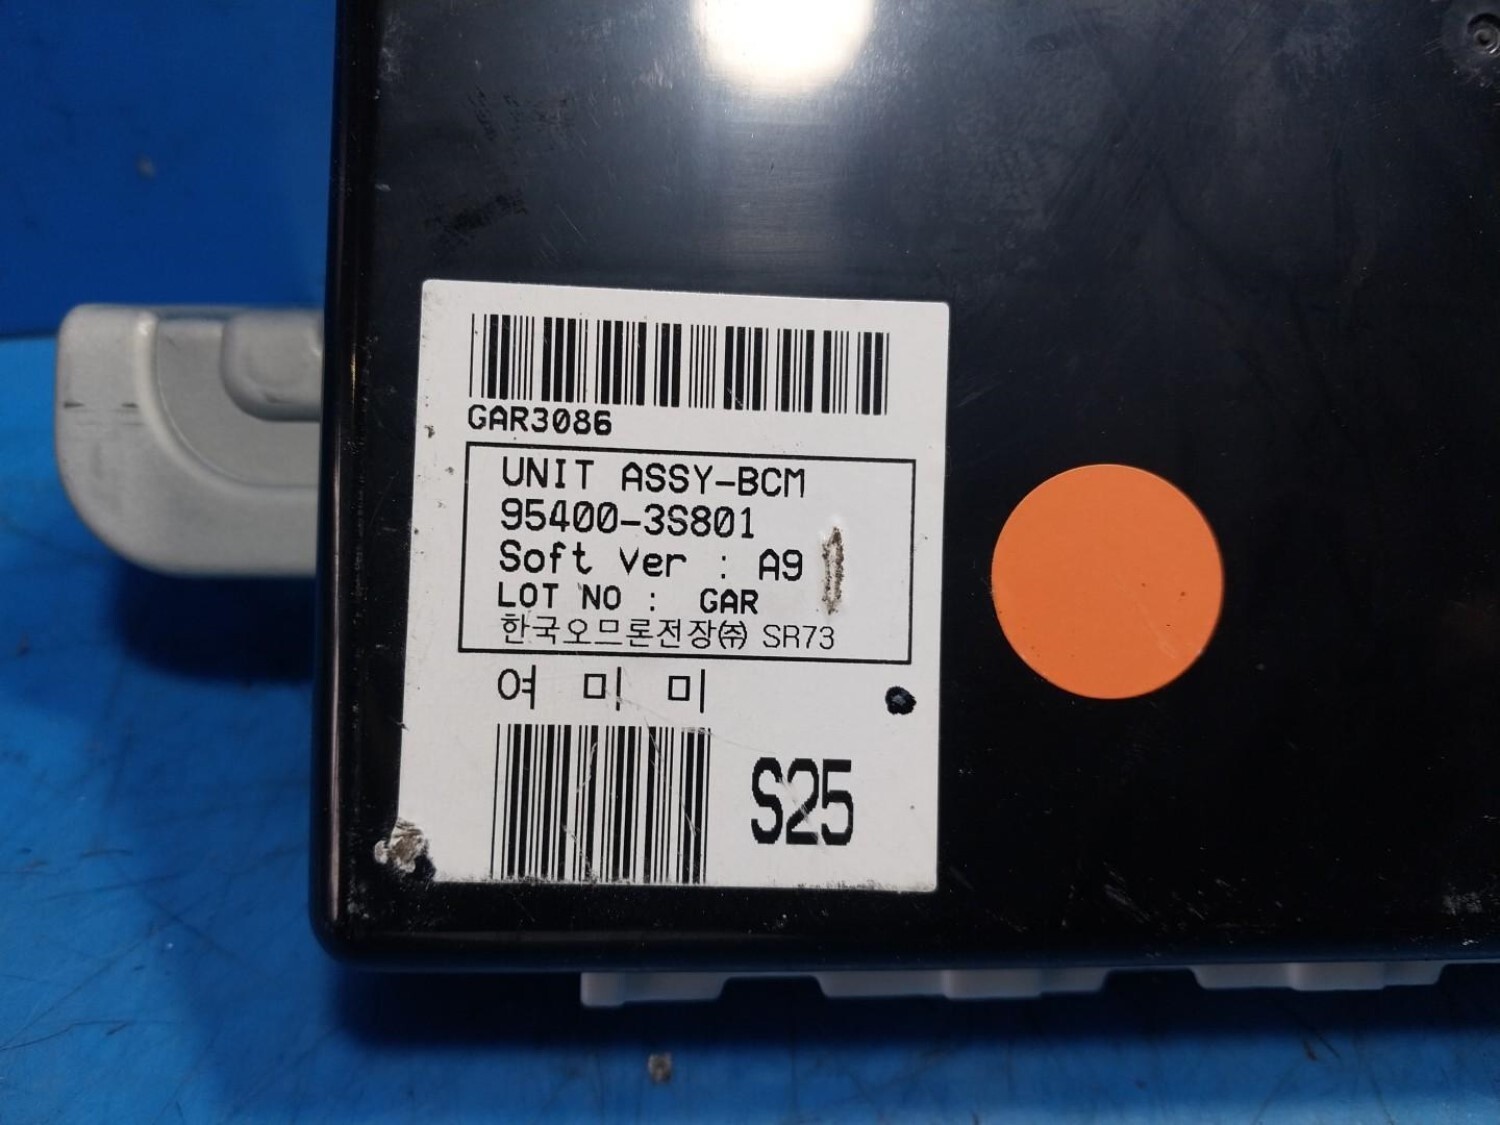 GAR3086
UNIT ASSY-BCM
95400-3S801
Soft Ver : A9
LOT NO : GAR
한국오므론전장㈜ SR73
여 미 미
S25